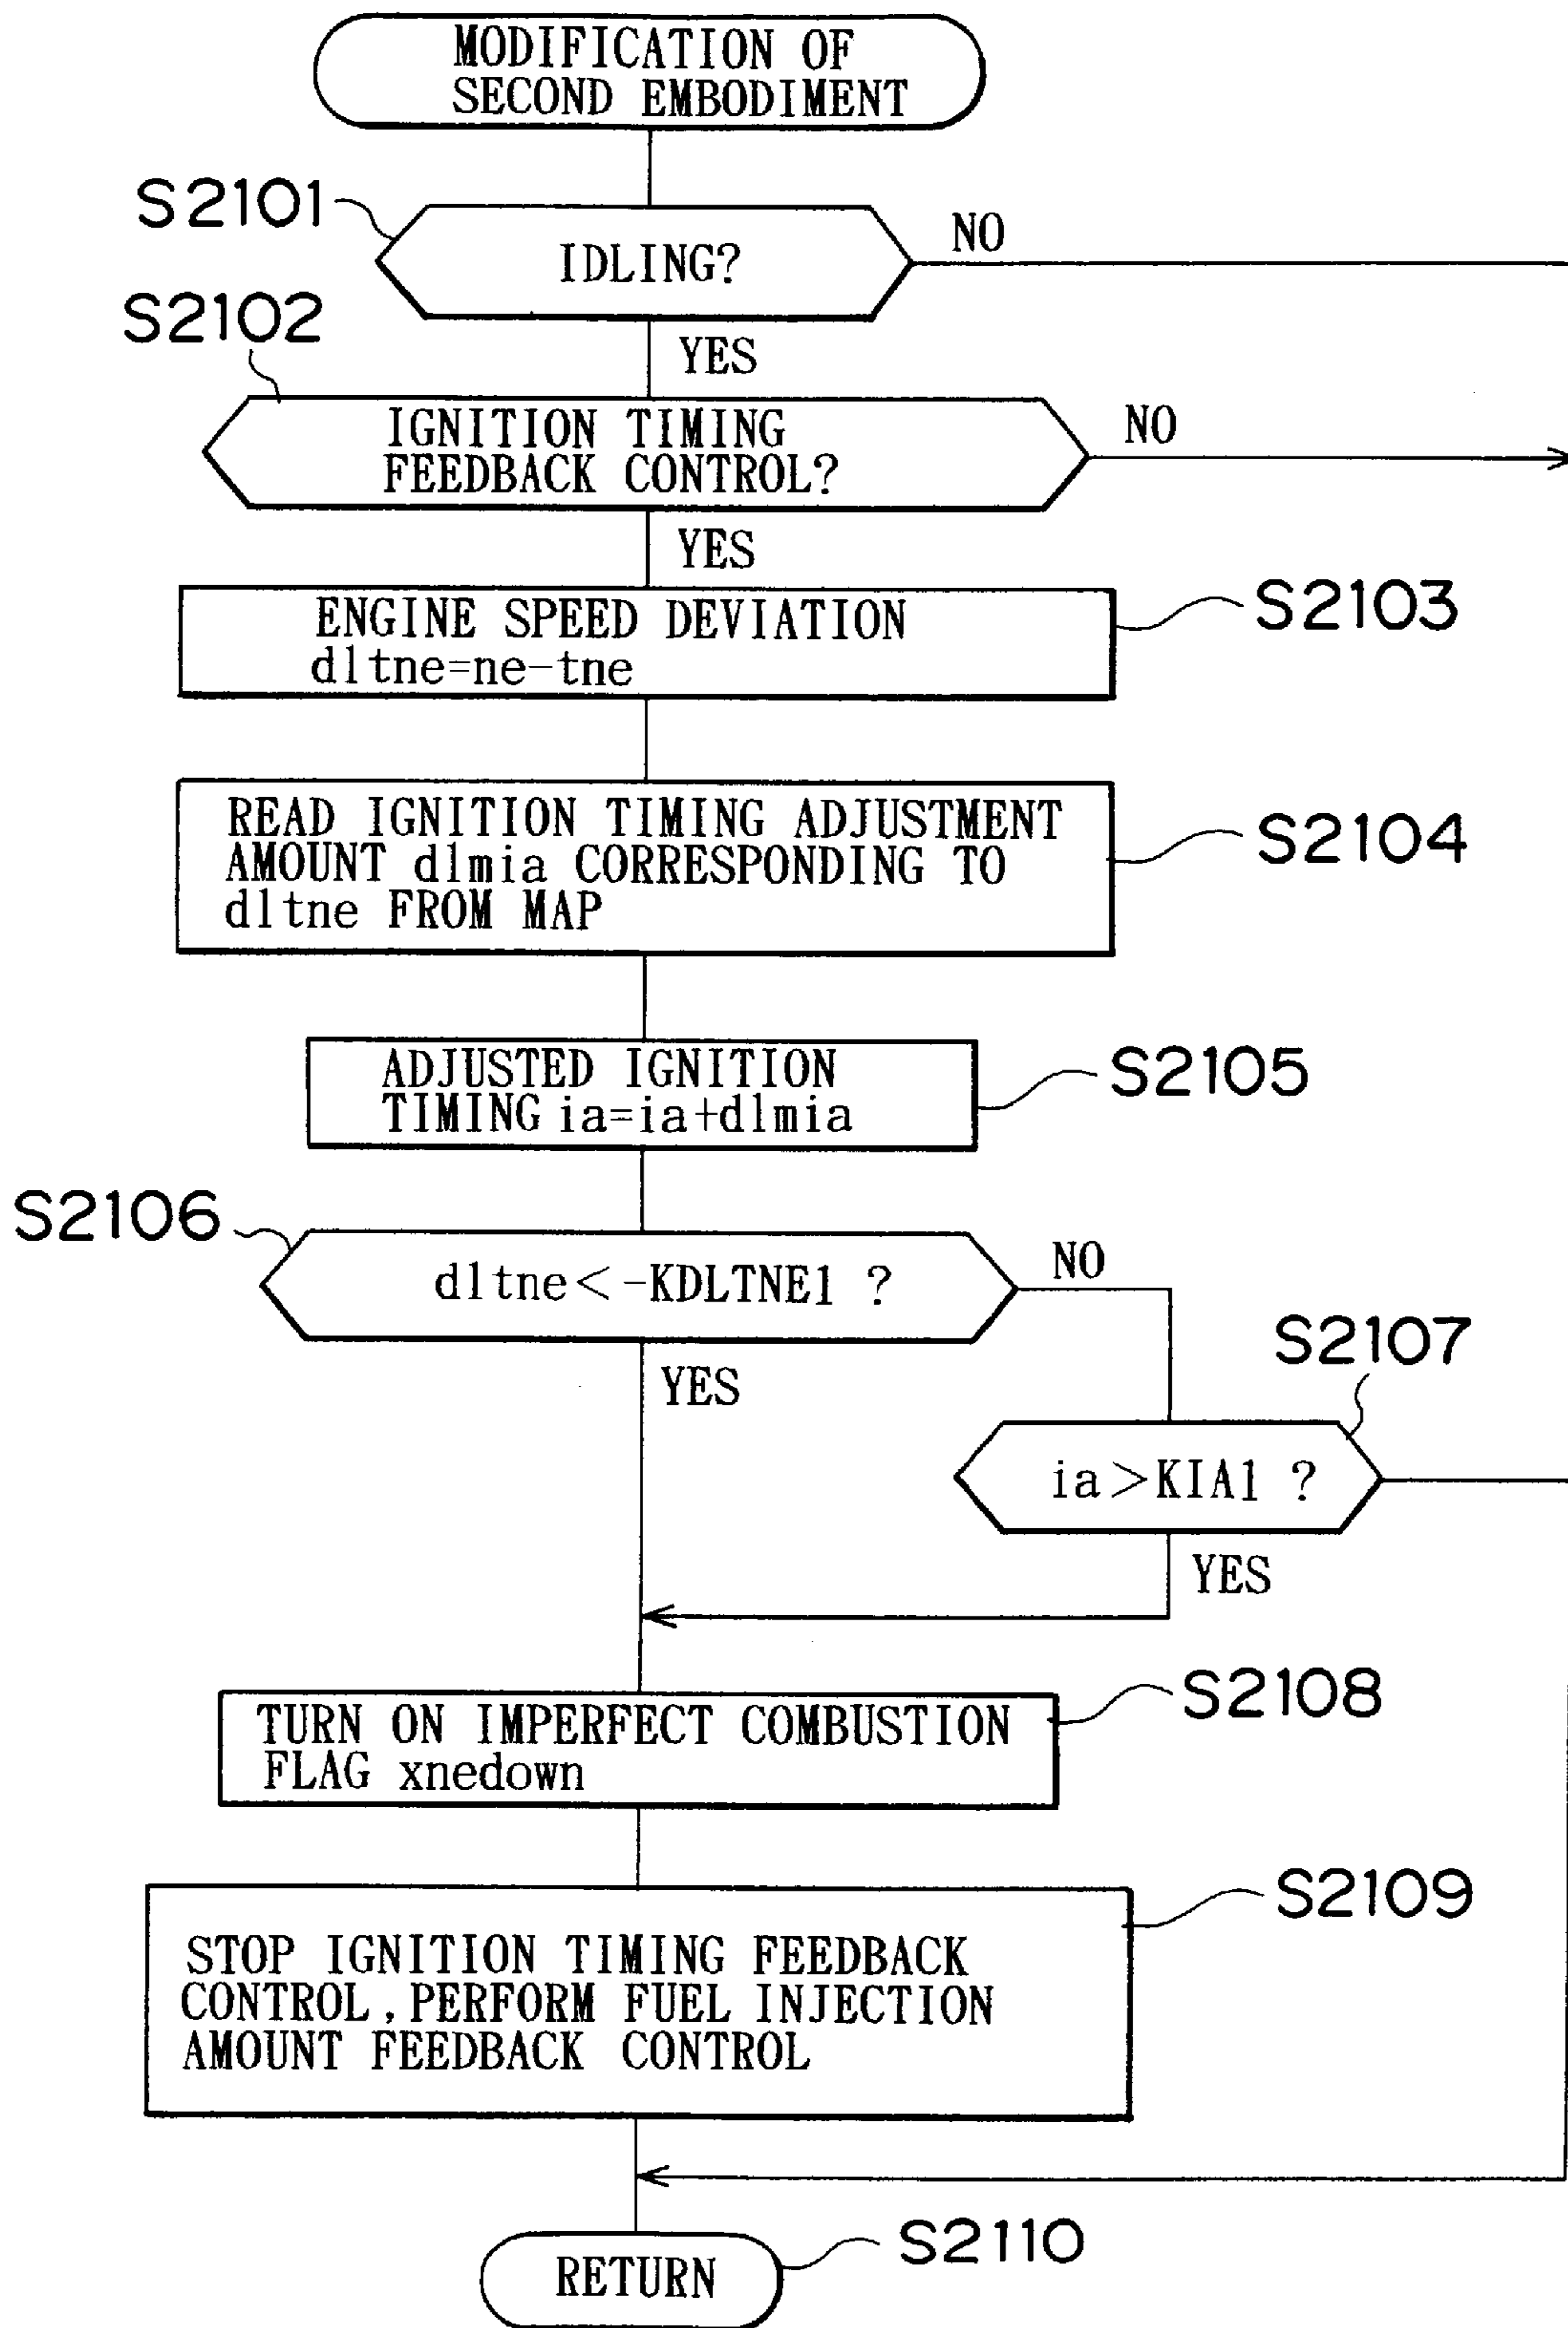 MODIFICATION OF
SECOND EMBODIMENT
S2101
IDLING?
NO
YES
S2102
IGNITION TIMING
FEEDBACK CONTROL?
NO
YES
ENGINE SPEED DEVIATION
dltne=ne-tne
S2103
READ IGNITION TIMING ADJUSTMENT
AMOUNT dlmia CORRESPONDING TO
dltne FROM MAP
S2104
ADJUSTED IGNITION
TIMING ia=ia+dlmia
S2105
S2106
dltne<-KDLTNE1 ?
NO
YES
S2107
ia>KIA1 ?
YES
TURN ON IMPERFECT COMBUSTION
FLAG xnedown
S2108
STOP IGNITION TIMING FEEDBACK
CONTROL, PERFORM FUEL INJECTION
AMOUNT FEEDBACK CONTROL
S2109
RETURN
S2110